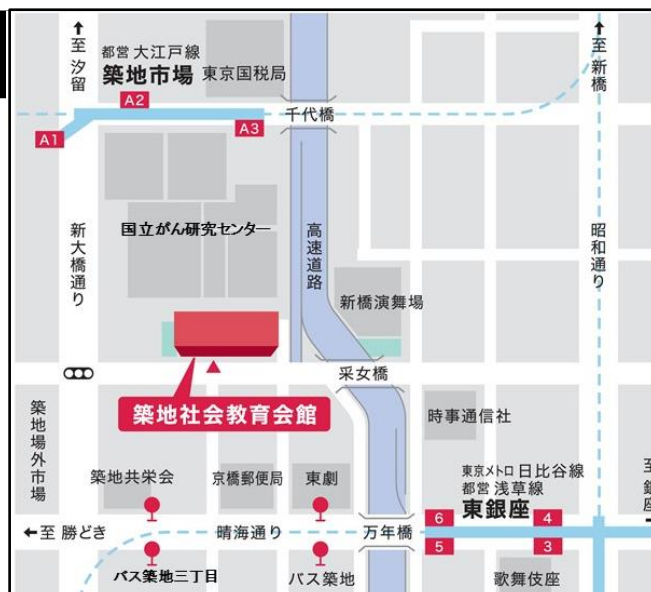 至 汐留
都営 大江戸線
築地市場
東京国税局
至 新橋
A2
A1
A3
千代橋
国立がん研究センター
新大橋通り
高速道路
昭和通り
新橋演舞場
采女橋
築地社会教育会館
築地場外市場
時事通信社
築地共栄会
京橋郵便局
東劇
東京メトロ 日比谷線
都営 浅草線
東銀座
至 銀座
6
4
至 勝どき
晴海通り
万年橋
5
3
バス築地三丁目
バス築地
歌舞伎座